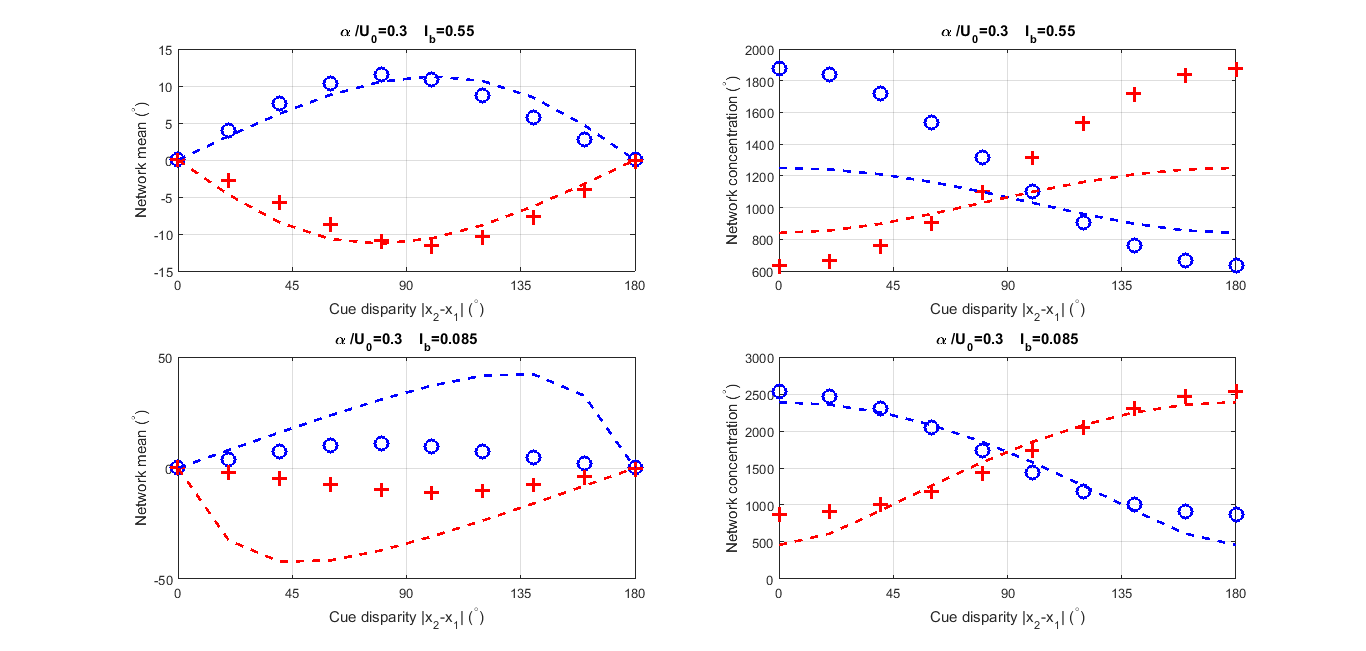 α /U0=0.3 Ib=0.55
15
10
5
0
-5
-10
-15
Network mean (°)
0 45 90 135 180
Cue disparity |x2-x1| (°)
α /U0=0.3 Ib=0.55
2000
1800
1600
1400
1200
1000
800
600
Network concentration (°)
0 45 90 135 180
Cue disparity |x2-x1| (°)
α /U0=0.3 Ib=0.085
50
0
-50
Network mean (°)
0 45 90 135 180
Cue disparity |x2-x1| (°)
α /U0=0.3 Ib=0.085
3000
2500
2000
1500
1000
500
0
Network concentration (°)
0 45 90 135 180
Cue disparity |x2-x1| (°)